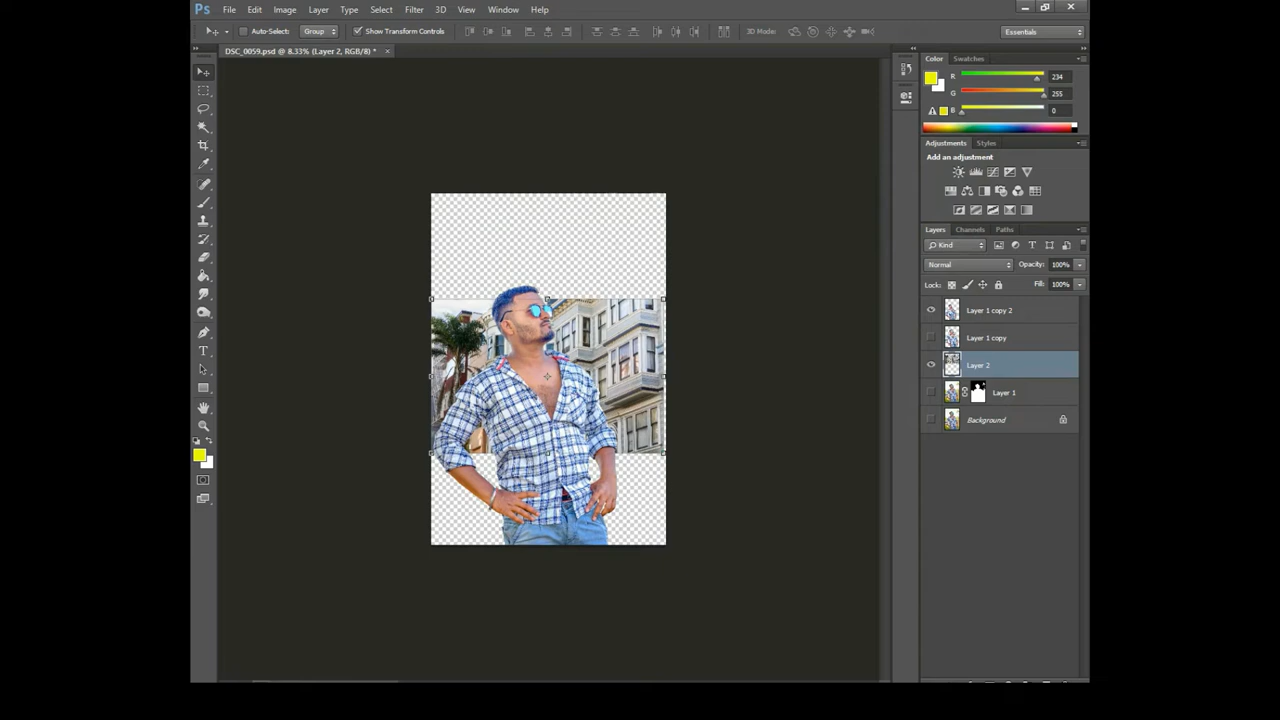 Ps File Edit Image Layer Type Select Filter 3D View Window Help
Auto-Select: Group Show Transform Controls 3D Mode: Essentials
DSC_0059.psd @ 8.33% (Layer 2, RGB/8) * ×
Color Swatches
R 234
G 255
B 0
Adjustments Styles
Add an adjustment
Layers Channels Paths
Kind
Normal Opacity: 100%
Lock: Fill: 100%
Layer 1 copy 2
Layer 1 copy
Layer 2
Layer 1
Background